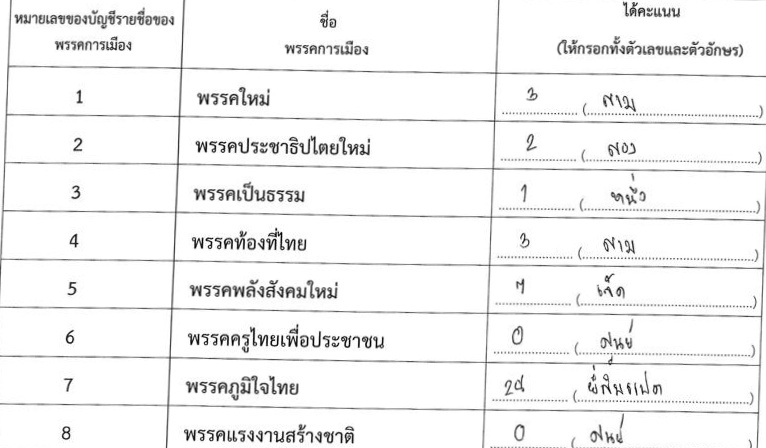 หมายเลขของบัญชีรายชื่อของ ชื่อ ได้คะแนน
พรรคการเมือง พรรคการเมือง (ให้กรอกทั้งตัวเลขและตัวอักษร)
1 พรรคใหม่ 3 (สาม)
2 พรรคประชาธิปไตยใหม่ 2 (สอง)
3 พรรคเป็นธรรม 1 (หนึ่ง)
4 พรรคท้องที่ไทย 3 (สาม)
5 พรรคพลังสังคมใหม่ 7 (เจ็ด)
6 พรรคครูไทยเพื่อประชาชน 0 (ศูนย์)
7 พรรคภูมิใจไทย 28 (ยี่สิบแปด)
8 พรรคแรงงานสร้างชาติ 0 (ศูนย์)